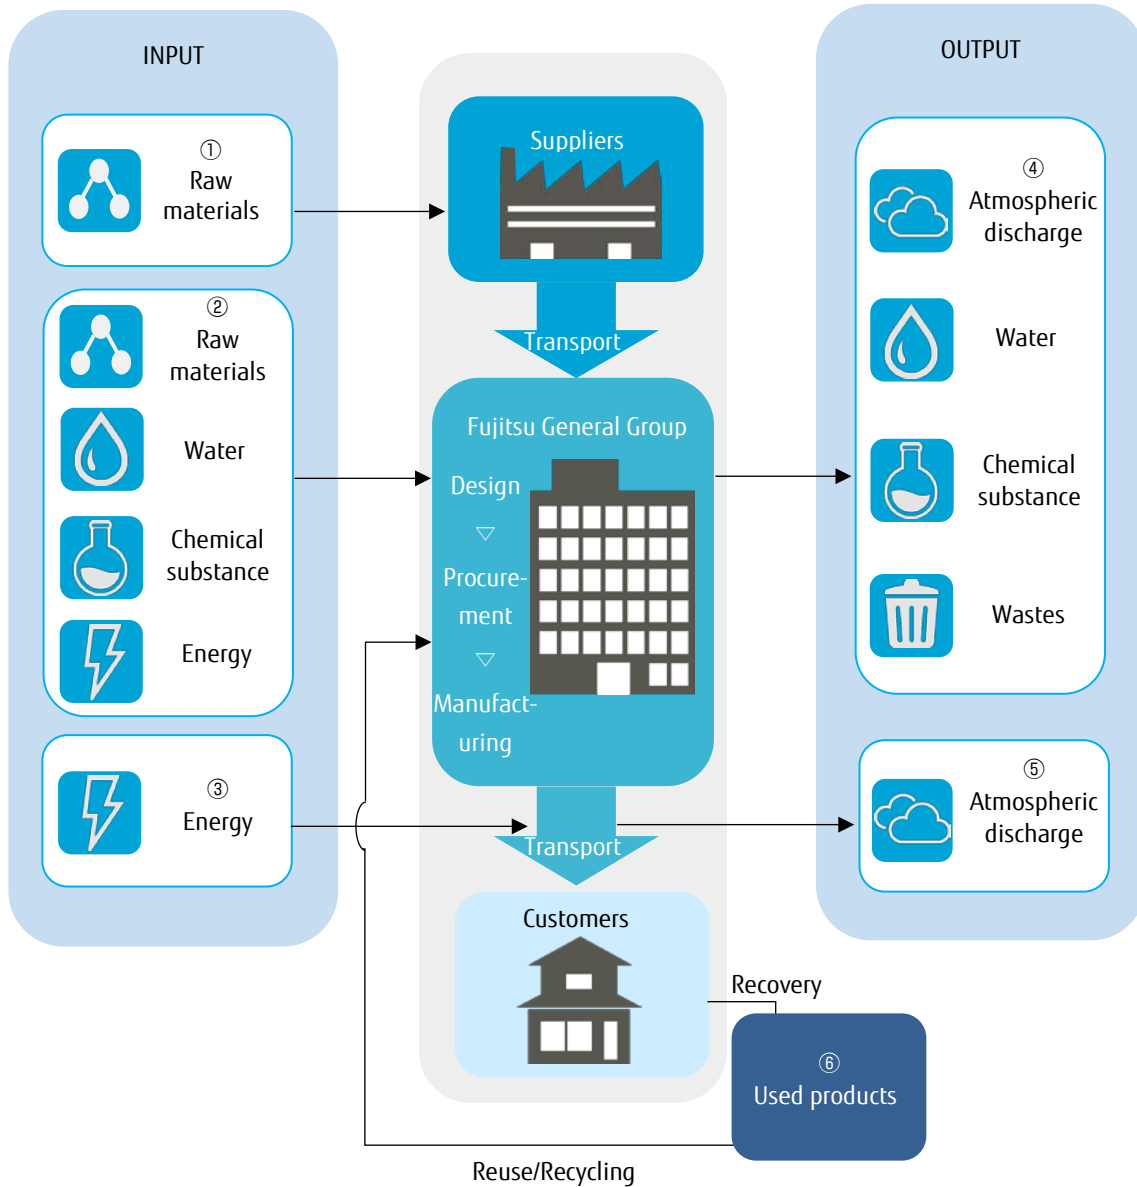 INPUT
①
Raw
materials
②
Raw
materials
Water
Chemical
substance
Energy
③
Energy
Suppliers
Transport
Fujitsu General Group
Design
▽
Procure-
ment
▽
Manufact-
uring
Transport
Customers
OUTPUT
④
Atmospheric
discharge
Water
Chemical
substance
Wastes
⑤
Atmospheric
discharge
Recovery
⑥
Used products
Reuse/Recycling